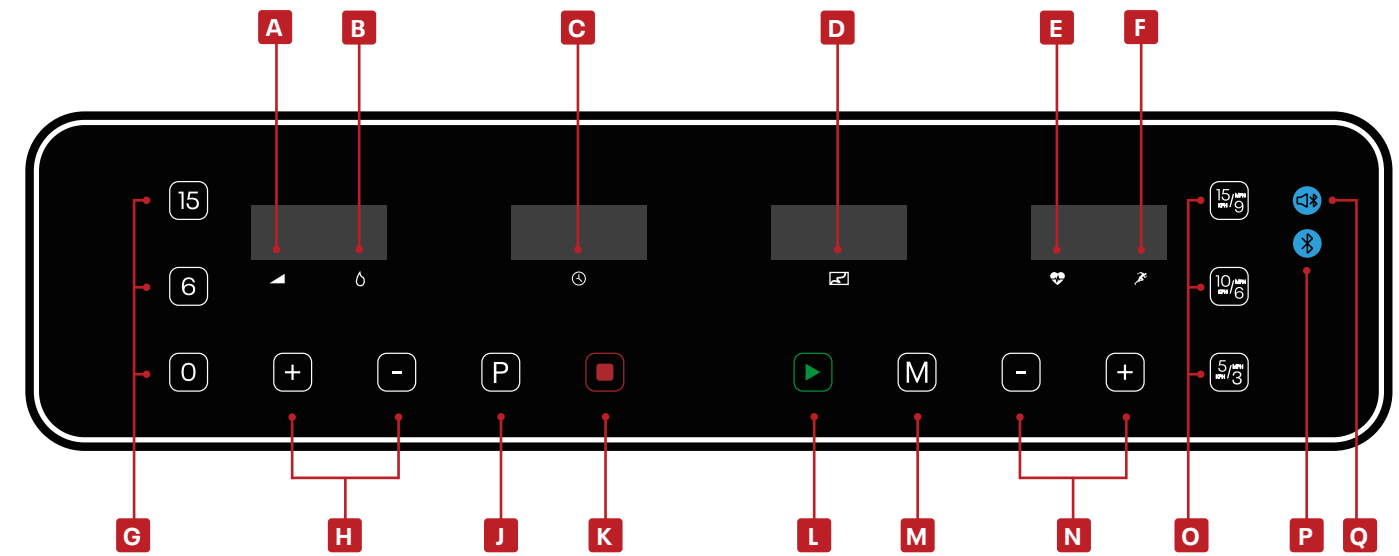 A B C D E F
15 15 KPH / MPH 9
6 10 KPH / MPH 6
0 + - P M - + 5 KPH / MPH 3
G H J K L M N O P Q